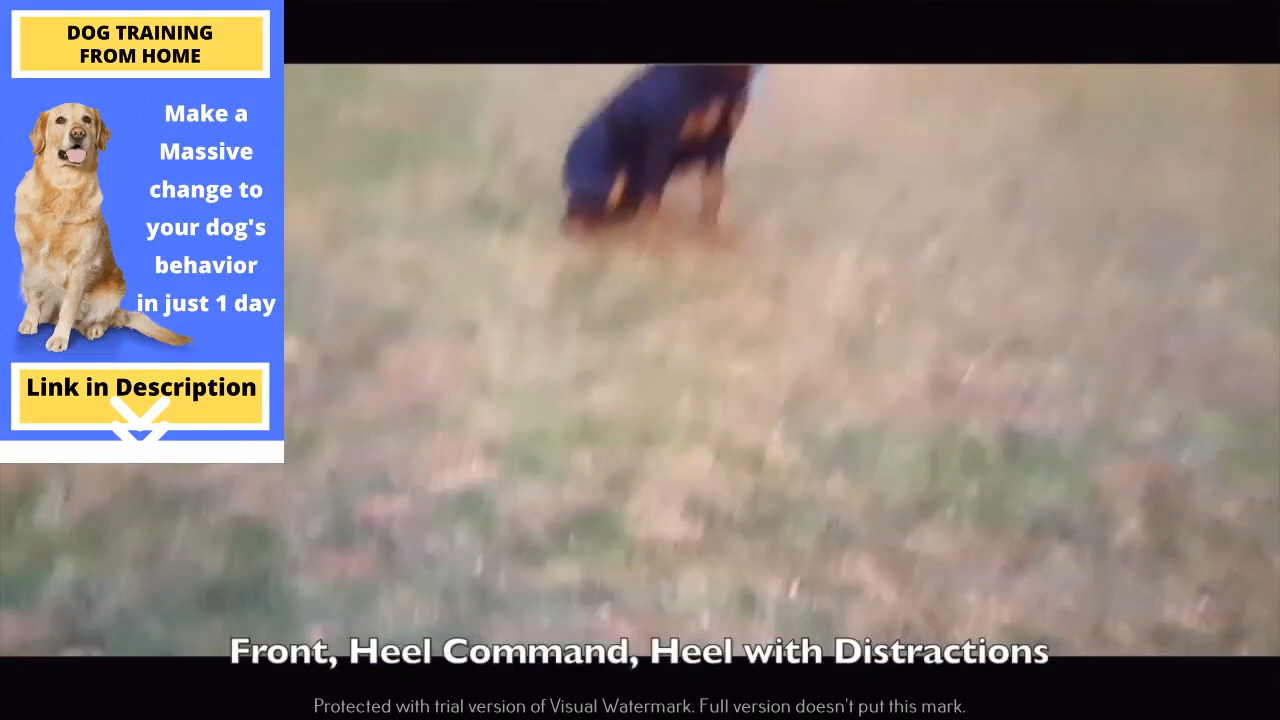 DOG TRAINING
FROM HOME
Make a
Massive
change to
your dog's
behavior
in just 1 day
Link in Description
Front, Heel Command, Heel with Distractions
Protected with trial version of Visual Watermark. Full version doesn't put this mark.